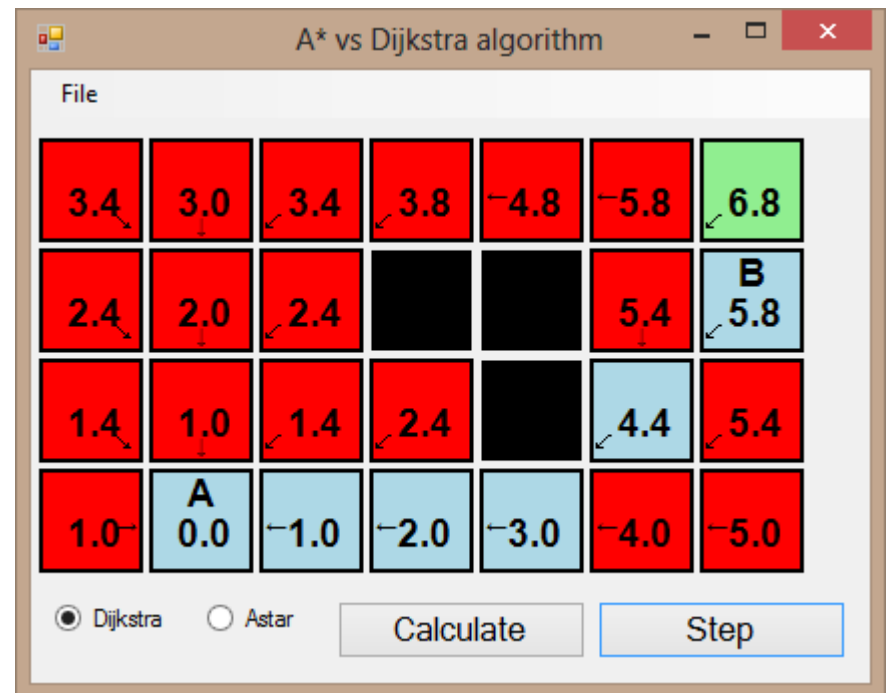 A* vs Dijkstra algorithm
File
3.4 3.0 3.4 3.8 4.8 5.8 6.8
B
2.4 2.0 2.4 5.4 5.8
1.4 1.0 1.4 2.4 4.4 5.4
A
1.0 0.0 1.0 2.0 3.0 4.0 5.0
Dijkstra Astar Calculate Step